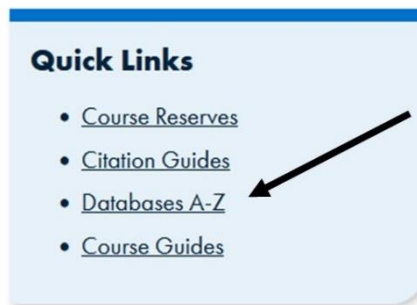 Quick Links
• Course Reserves
• Citation Guides
• Databases A-Z
• Course Guides